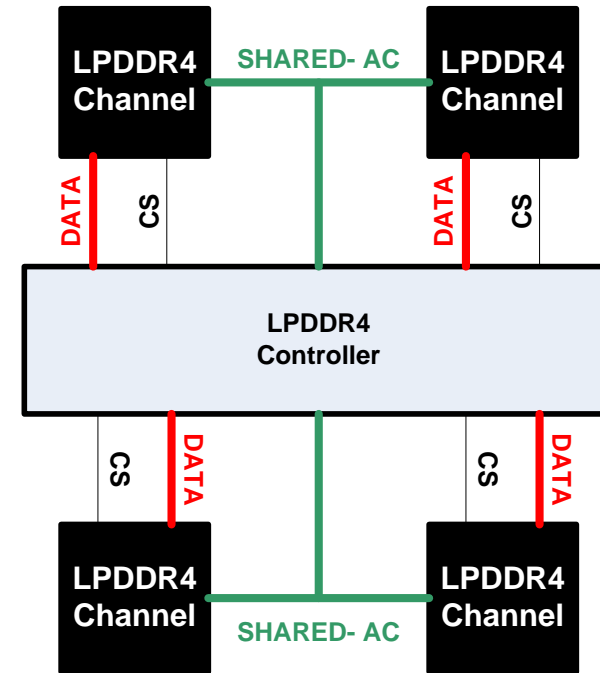 LPDDR4
Channel
SHARED- AC
LPDDR4
Channel
DATA
CS
DATA
CS
LPDDR4
Controller
CS
DATA
CS
DATA
LPDDR4
Channel
SHARED- AC
LPDDR4
Channel